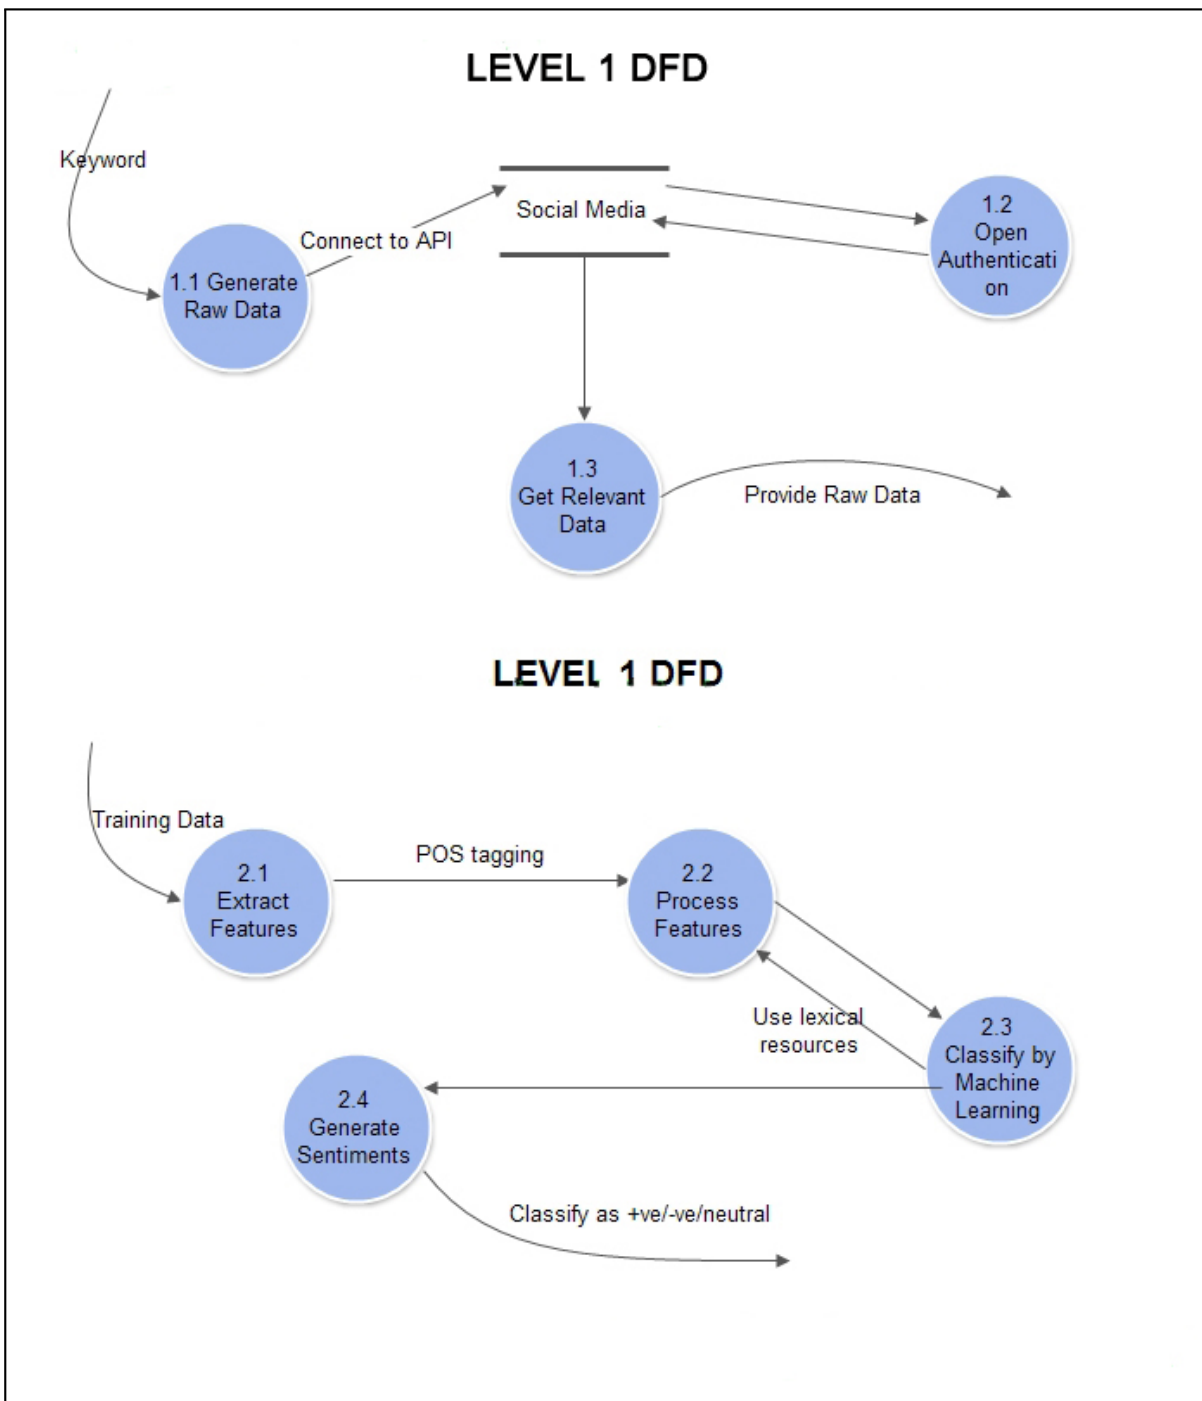 LEVEL 1 DFD
Keyword
Social Media
Connect to API
1.1 Generate
Raw Data
1.2
Open
Authenticati
on
1.3
Get Relevant
Data
Provide Raw Data
LEVEL 1 DFD
Training Data
2.1
Extract
Features
POS tagging
2.2
Process
Features
Use lexical
resources
2.3
Classify by
Machine
Learning
2.4
Generate
Sentiments
Classify as +ve/-ve/neutral